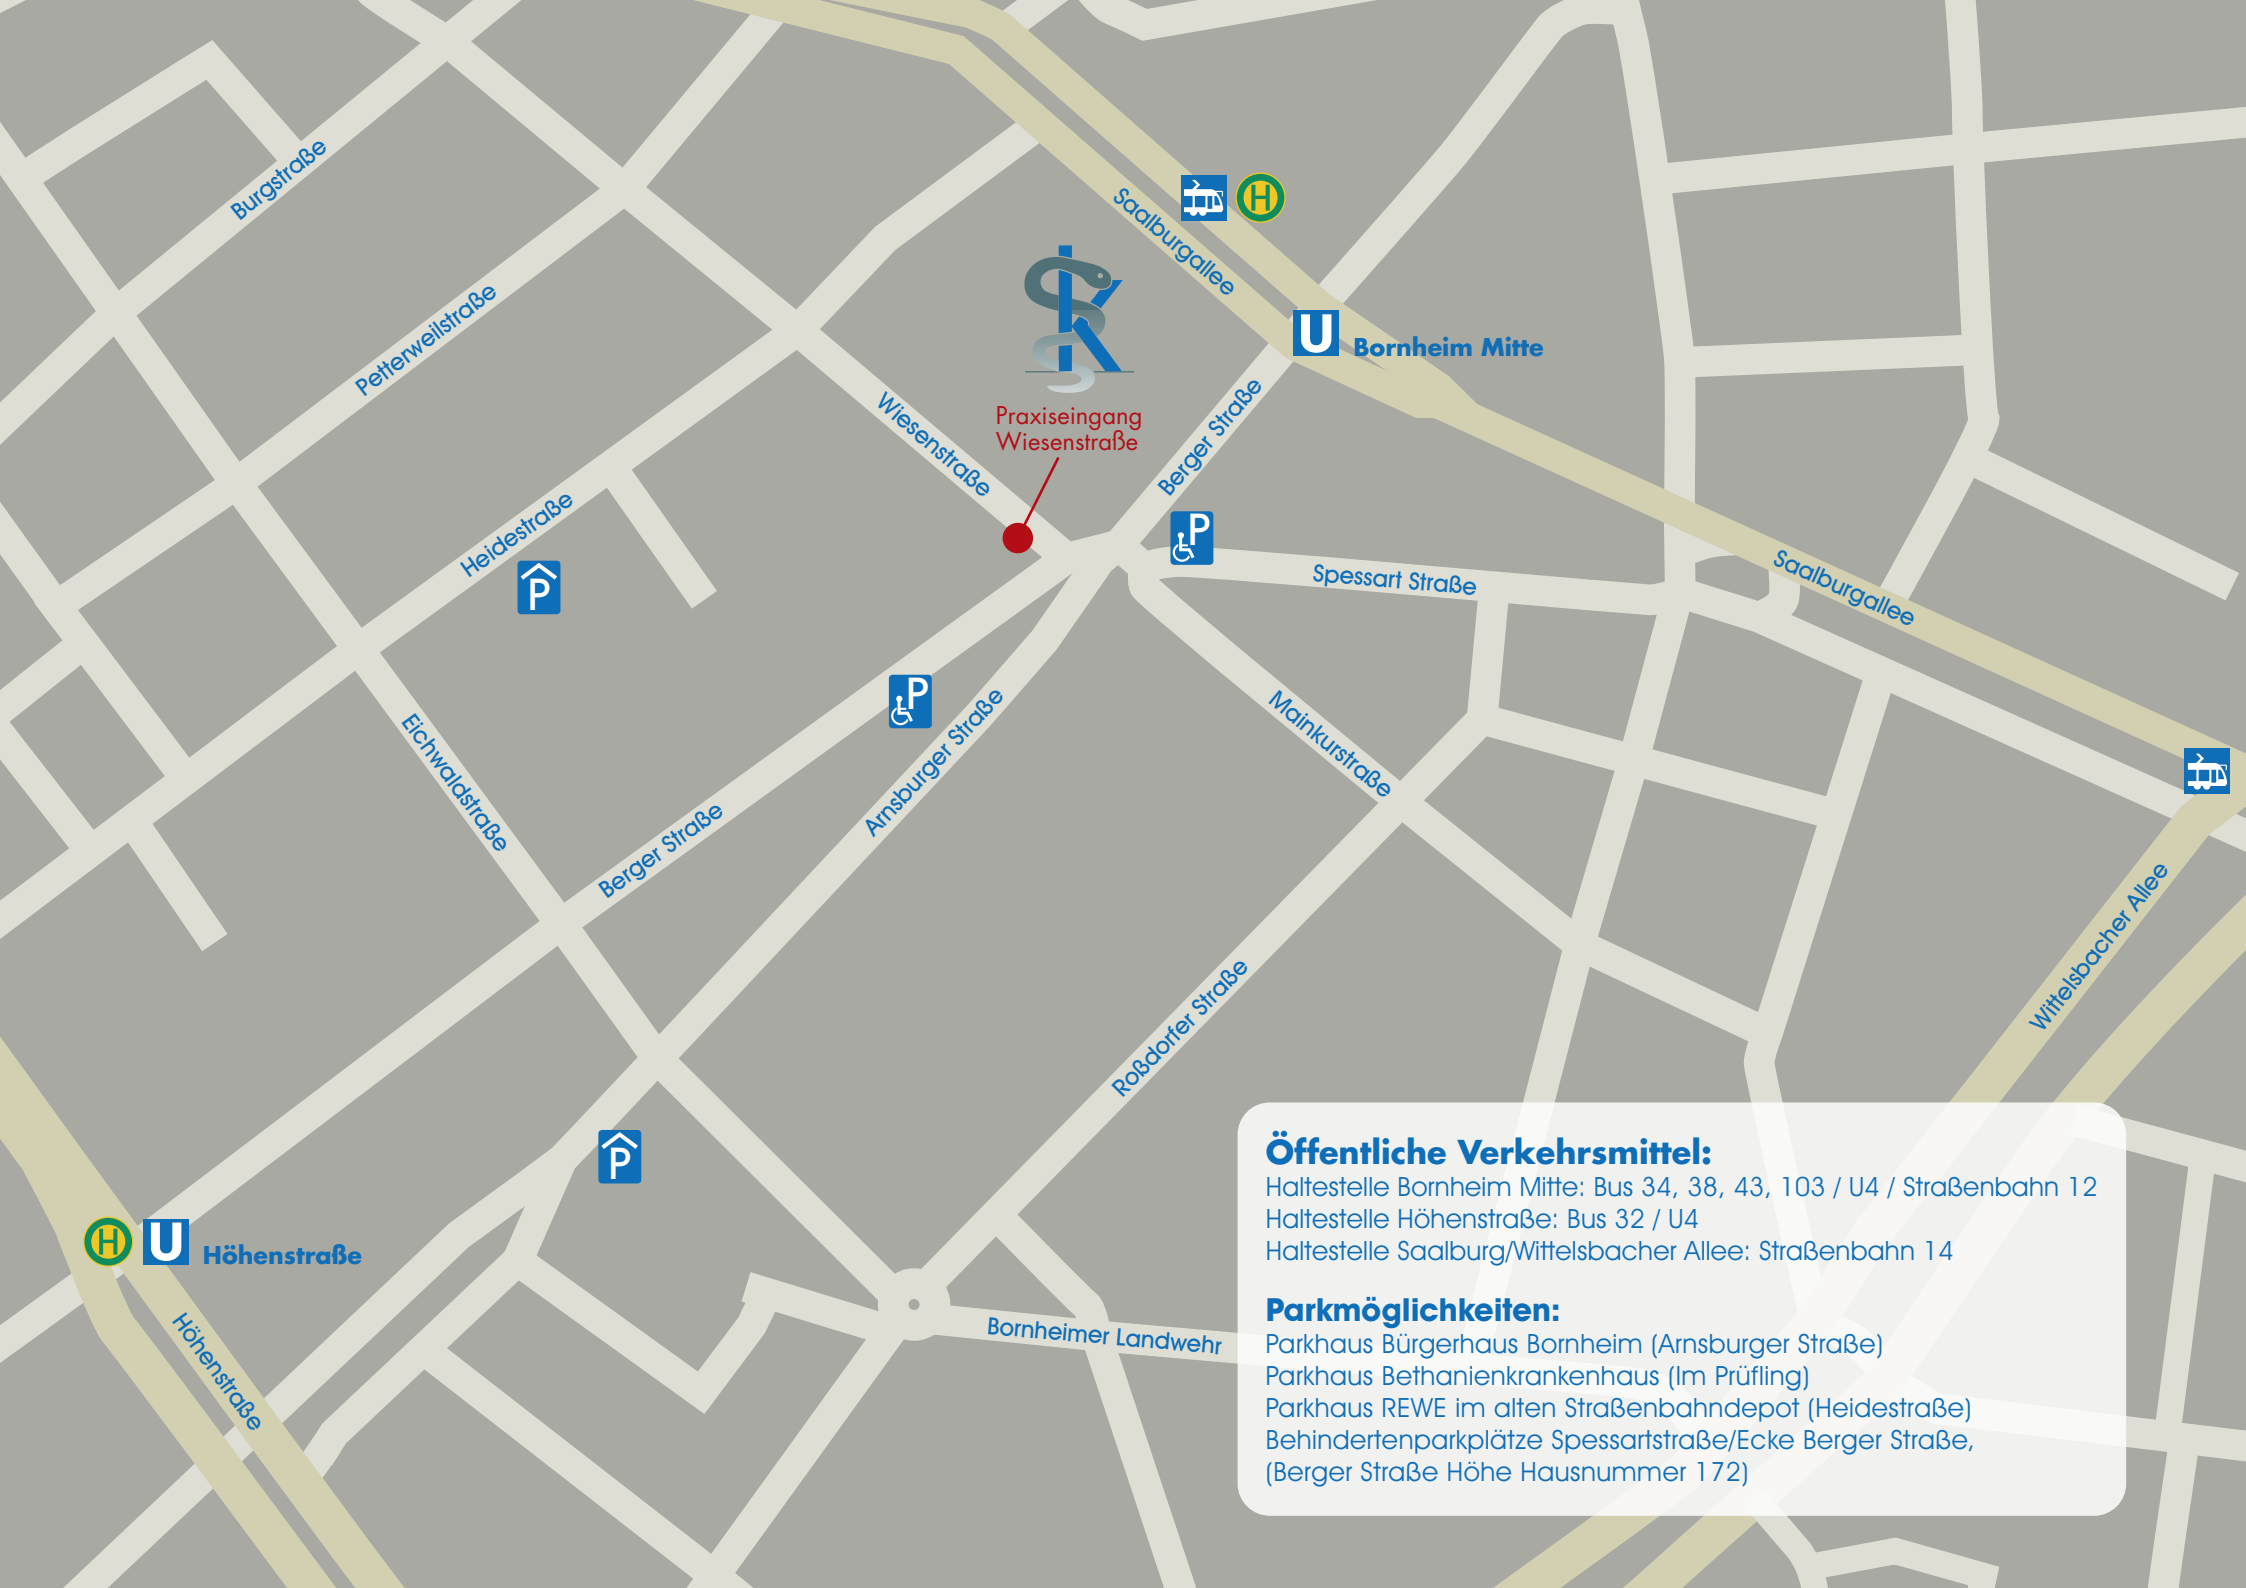 Burgstraße
Petterweilstraße
Heidestraße
P
Wiesenstraße
K
Praxiseingang
Wiesenstraße
Saalburgallee
H
U Bornheim Mitte
Berger Straße
P
Spessart Straße
Saalburgallee
Eichwaldstraße
P
Arnsburger Straße
Berger Straße
Mainkurstraße
Wittelsbacher Allee
Roßdorfer Straße
P
H U Höhenstraße
Höhenstraße
Bornheimer Landwehr
Öffentliche Verkehrsmittel:
Haltestelle Bornheim Mitte: Bus 34, 38, 43, 103 / U4 / Straßenbahn 12
Haltestelle Höhenstraße: Bus 32 / U4
Haltestelle Saalburg/Wittelsbacher Allee: Straßenbahn 14
Parkmöglichkeiten:
Parkhaus Bürgerhaus Bornheim (Arnsburger Straße)
Parkhaus Bethanienkrankenhaus (Im Prüfling)
Parkhaus REWE im alten Straßenbahndepot (Heidestraße)
Behindertenparkplätze Spessartstraße/Ecke Berger Straße,
(Berger Straße Höhe Hausnummer 172)